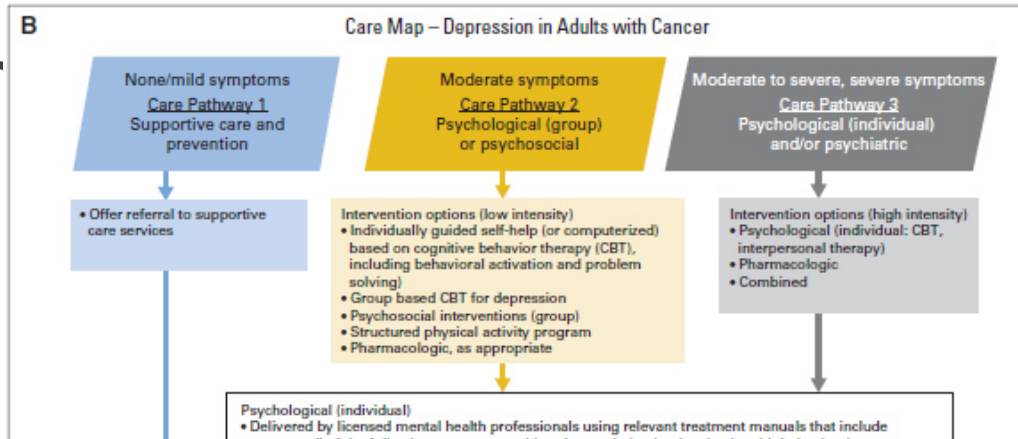 B
Care Map – Depression in Adults with Cancer
None/mild symptoms
Care Pathway 1
Supportive care and
prevention
Moderate symptoms
Care Pathway 2
Psychological (group)
or psychosocial
Moderate to severe, severe symptoms
Care Pathway 3
Psychological (individual)
and/or psychiatric
• Offer referral to supportive
care services
Intervention options (low intensity)
• Individually guided self-help (or computerized)
based on cognitive behavior therapy (CBT),
including behavioral activation and problem
solving)
• Group based CBT for depression
• Psychosocial interventions (group)
• Structured physical activity program
• Pharmacologic, as appropriate
Intervention options (high intensity)
• Psychological (individual: CBT,
interpersonal therapy)
• Pharmacologic
• Combined
Psychological (individual)
• Delivered by licensed mental health professionals using relevant treatment manuals that include